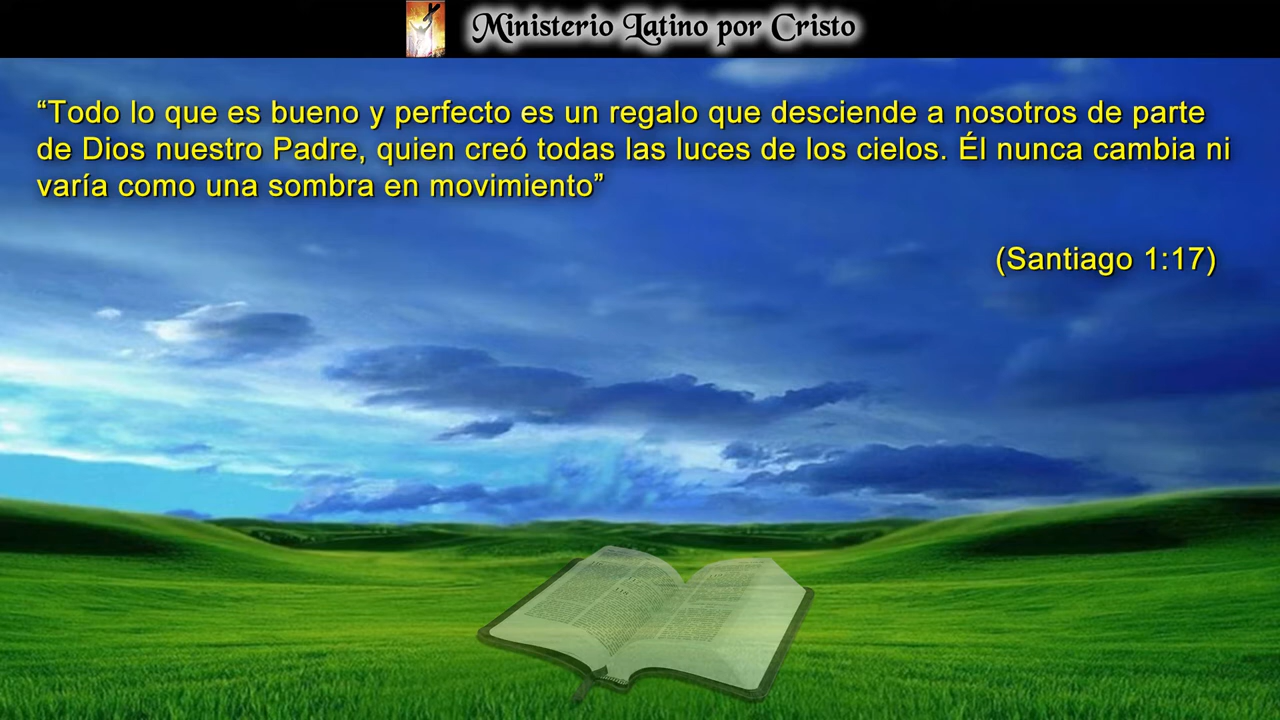 Ministerio Latino por Cristo
“Todo lo que es bueno y perfecto es un regalo que desciende a nosotros de parte
de Dios nuestro Padre, quien creó todas las luces de los cielos. Él nunca cambia ni
varía como una sombra en movimiento”
(Santiago 1:17)